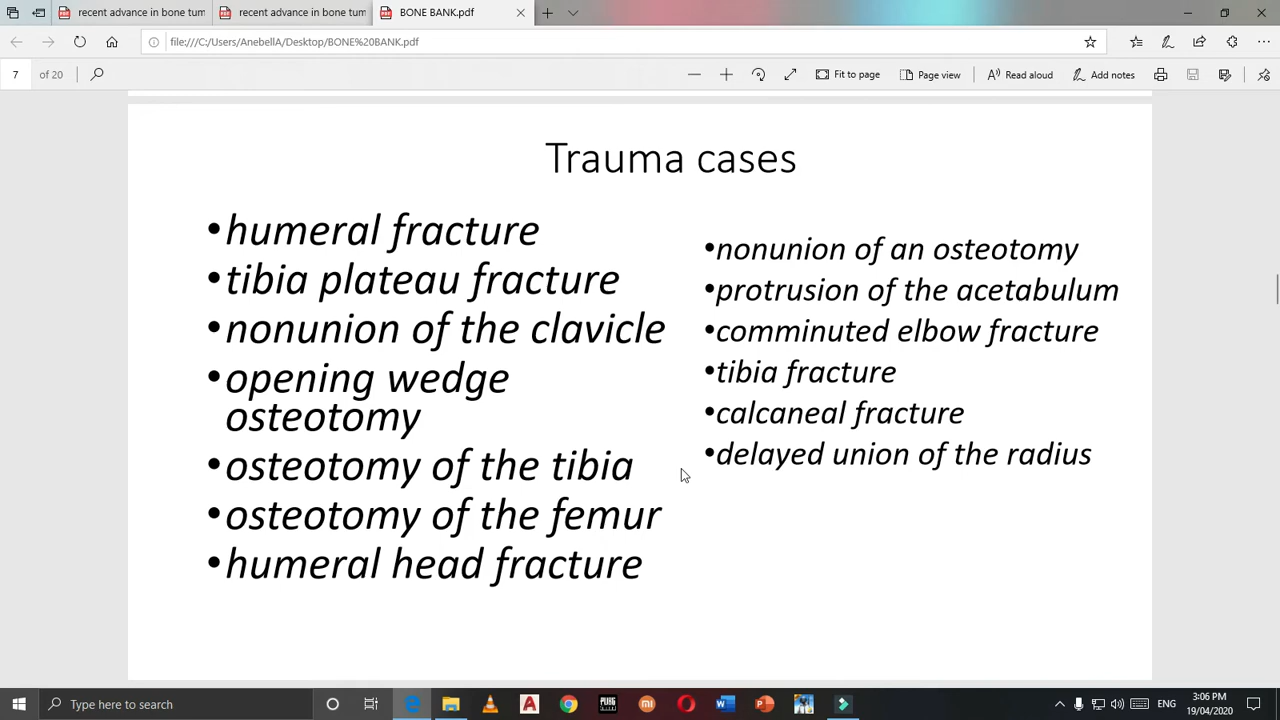 recent advance in bone tum
recent advance in bone tum
BONE BANK.pdf
file:///C:/Users/AnebellA/Desktop/BONE%20BANK.pdf
7 of 20
Fit to page
Page view
Read aloud
Add notes
Trauma cases
•humeral fracture
•tibia plateau fracture
•nonunion of the clavicle
•opening wedge
osteotomy
•osteotomy of the tibia
•osteotomy of the femur
•humeral head fracture
•nonunion of an osteotomy
•protrusion of the acetabulum
•comminuted elbow fracture
•tibia fracture
•calcaneal fracture
•delayed union of the radius
Type here to search
ENG
3:06 PM
19/04/2020